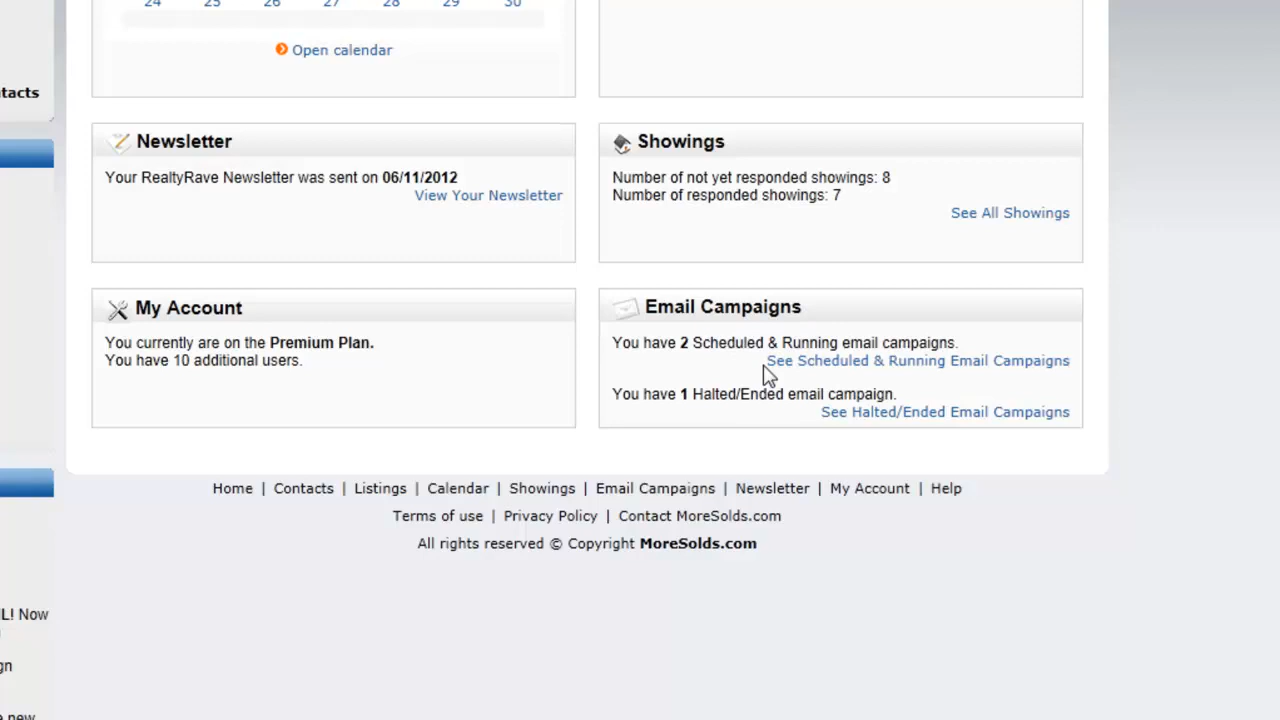 24 25 26 27 28 29 30
Open calendar
tacts
Newsletter
Your RealtyRave Newsletter was sent on 06/11/2012
View Your Newsletter
Showings
Number of not yet responded showings: 8
Number of responded showings: 7
See All Showings
My Account
You currently are on the Premium Plan.
You have 10 additional users.
Email Campaigns
You have 2 Scheduled & Running email campaigns.
See Scheduled & Running Email Campaigns
You have 1 Halted/Ended email campaign.
See Halted/Ended Email Campaigns
Home | Contacts | Listings | Calendar | Showings | Email Campaigns | Newsletter | My Account | Help
Terms of use | Privacy Policy | Contact MoreSolds.com
All rights reserved © Copyright MoreSolds.com
L! Now
gn
e new